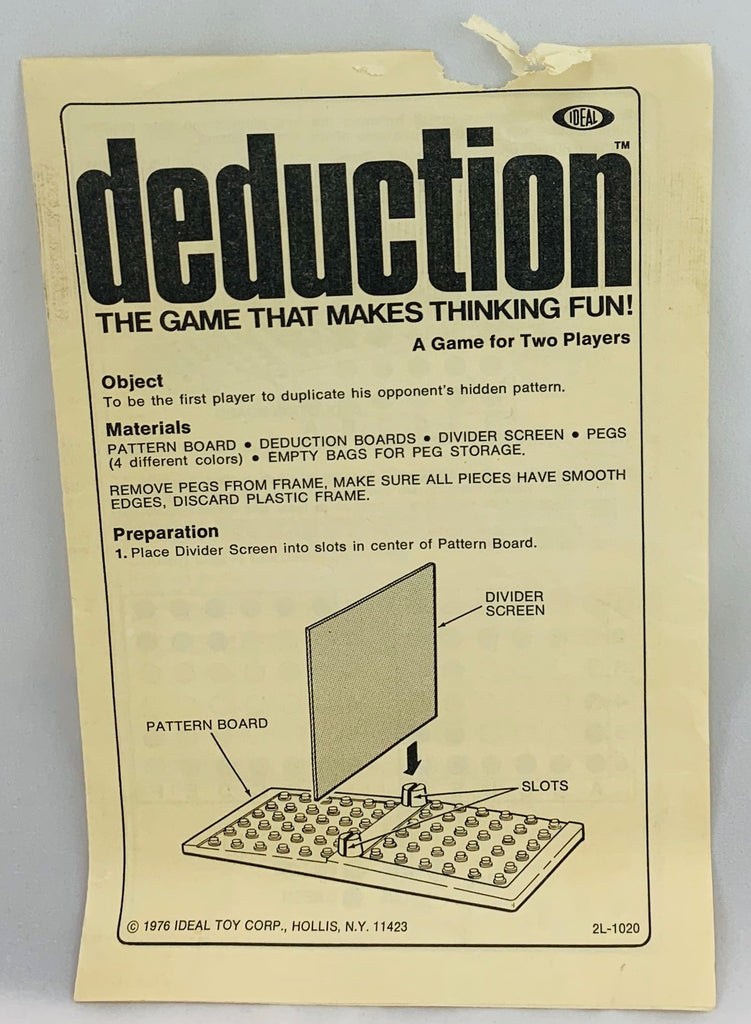 IDEAL
deduction™
THE GAME THAT MAKES THINKING FUN!
A Game for Two Players
Object
To be the first player to duplicate his opponent's hidden pattern.
Materials
PATTERN BOARD • DEDUCTION BOARDS • DIVIDER SCREEN • PEGS
(4 different colors) • EMPTY BAGS FOR PEG STORAGE.
REMOVE PEGS FROM FRAME, MAKE SURE ALL PIECES HAVE SMOOTH
EDGES, DISCARD PLASTIC FRAME.
Preparation
1. Place Divider Screen into slots in center of Pattern Board.
DIVIDER
SCREEN
PATTERN BOARD
SLOTS
© 1976 IDEAL TOY CORP., HOLLIS, N.Y. 11423
2L-1020